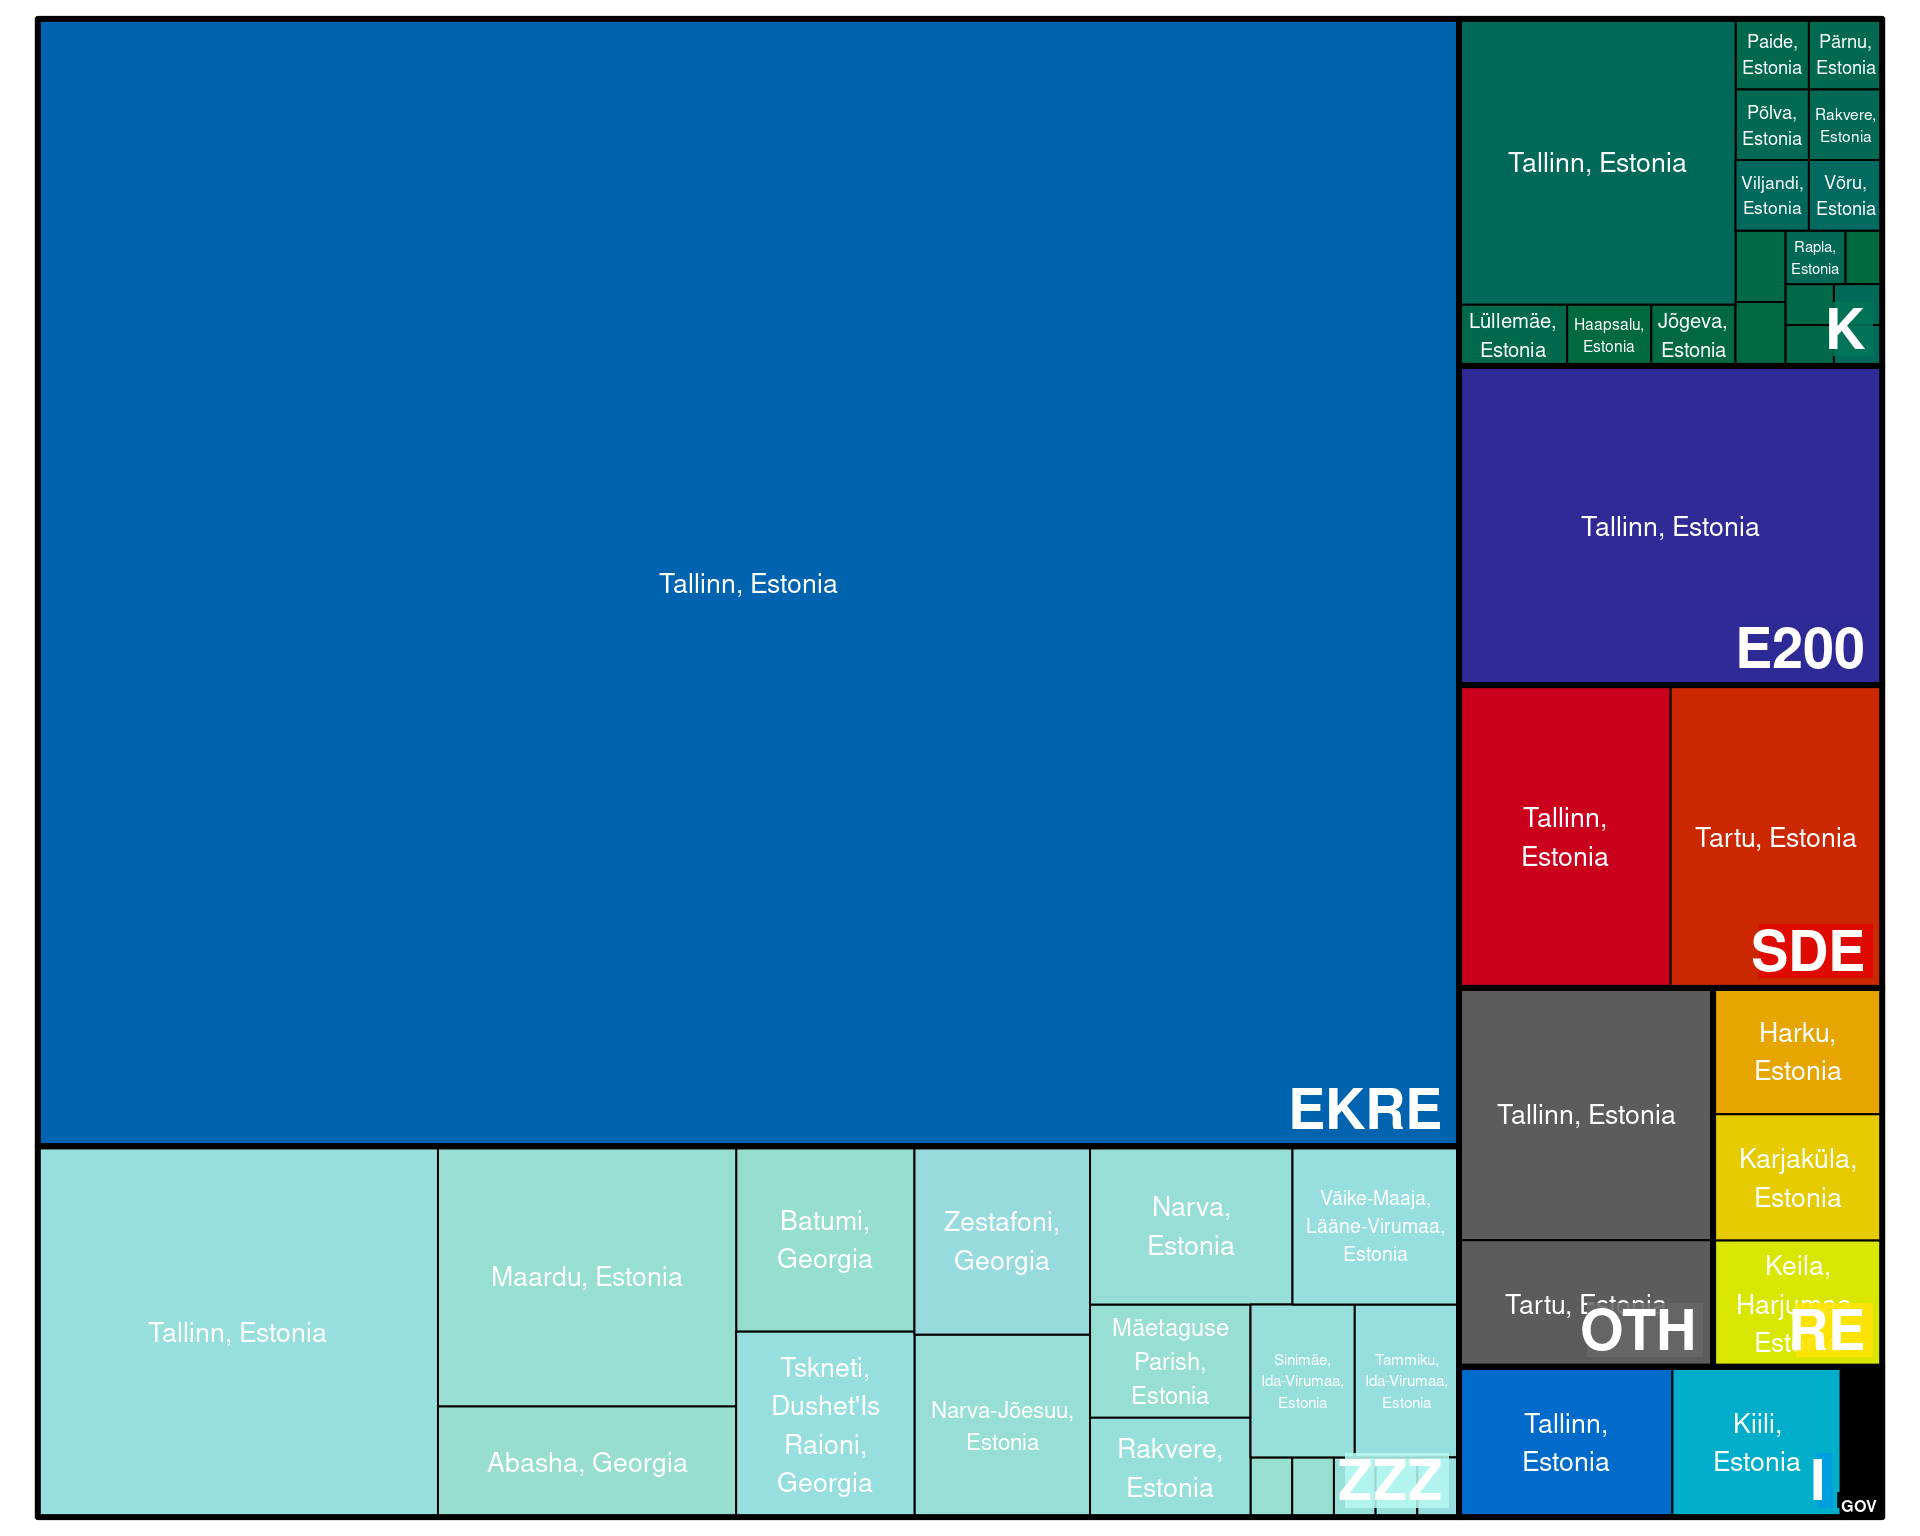 Tallinn, Estonia
EKRE
Tallinn, Estonia
Maardu, Estonia
Abasha, Georgia
Batumi,
Georgia
Tskneti,
Dushet'Is
Raioni,
Georgia
Zestafoni,
Georgia
Narva-Jõesuu,
Estonia
Narva,
Estonia
Väike-Maaja,
Lääne-Virumaa,
Estonia
Mäetaguse
Parish,
Estonia
Rakvere,
Estonia
Sinimäe,
Ida-Virumaa,
Estonia
Tammiku,
Ida-Virumaa,
Estonia
ZZZ
Tallinn, Estonia
Paide,
Estonia
Pärnu,
Estonia
Põlva,
Estonia
Rakvere,
Estonia
Viljandi,
Estonia
Võru,
Estonia
Rapla,
Estonia
Lüllemäe,
Estonia
Haapsalu,
Estonia
Jõgeva,
Estonia
K
Tallinn, Estonia
E200
Tallinn,
Estonia
Tartu, Estonia
SDE
Tallinn, Estonia
Tartu, Estonia
OTH
Harku,
Estonia
Karjaküla,
Estonia
Keila,
Harjumaa,
Estonia
RE
Tallinn,
Estonia
Kiili,
Estonia
I
GOV